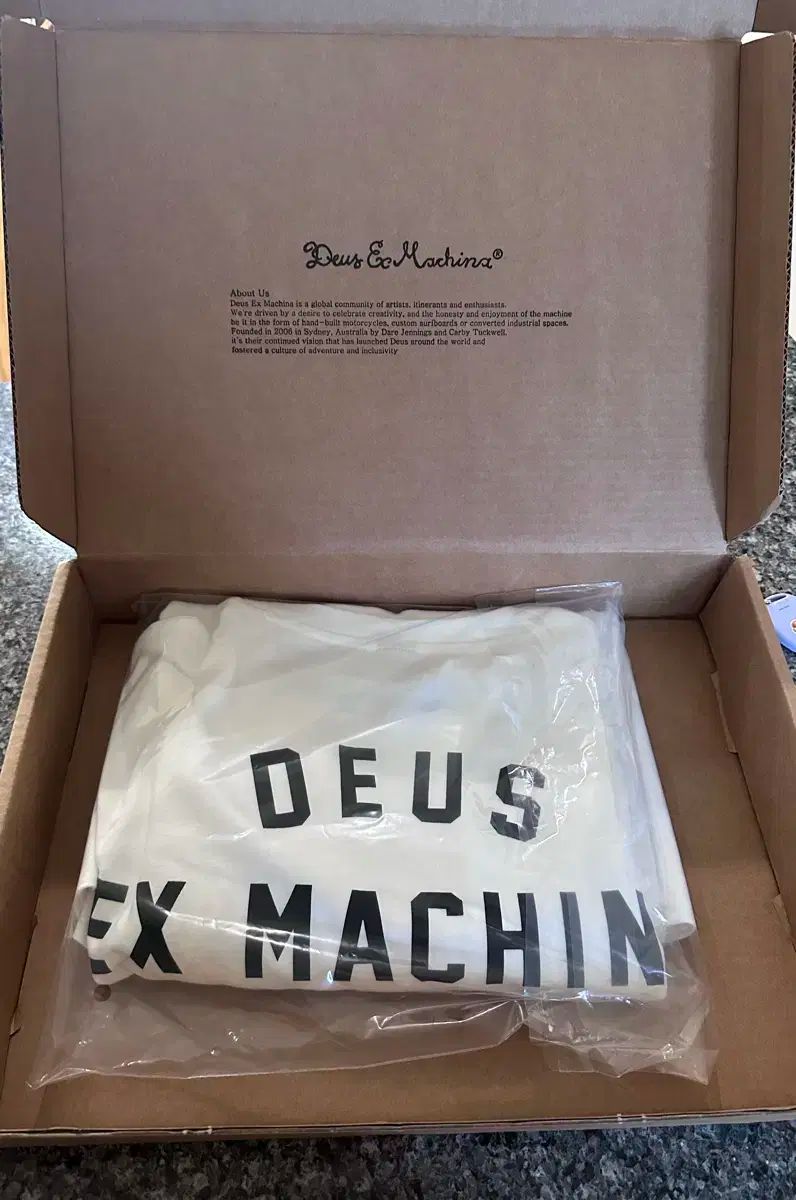 Deus Ex Machina®
About Us
Deus Ex Machina is a global community of artists, itinerants and enthusiasts.
We're driven by a desire to celebrate creativity, and the honesty and enjoyment of the machine
be it in the form of hand-built motorcycles, custom surfboards or converted industrial spaces.
Founded in 2006 in Sydney, Australia by Dare Jennings and Carby Tuckwell,
it's their continued vision that has launched Deus around the world and
fostered a culture of adventure and inclusivity
DEUS
EX MACHIN